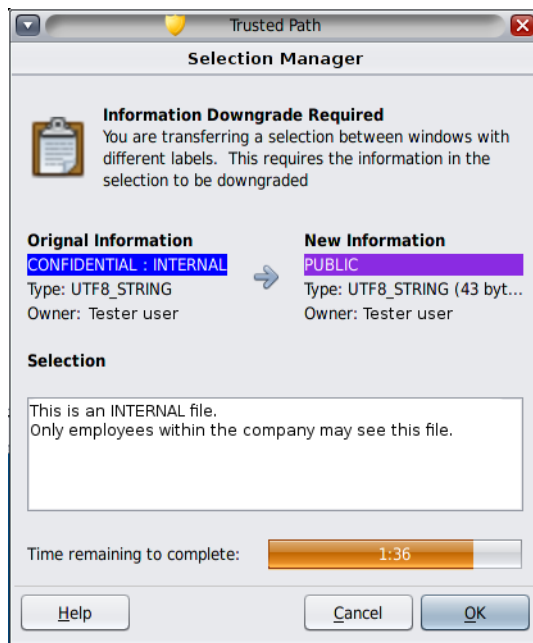 Trusted Path
Selection Manager
Information Downgrade Required
You are transferring a selection between windows with
different labels.  This requires the information in the
selection to be downgraded
Orignal Information
CONFIDENTIAL : INTERNAL
Type: UTF8_STRING
Owner: Tester user
New Information
PUBLIC
Type: UTF8_STRING (43 byt...
Owner: Tester user
Selection
This is an INTERNAL file.
Only employees within the company may see this file.
Time remaining to complete:
1:36
Help
Cancel
OK